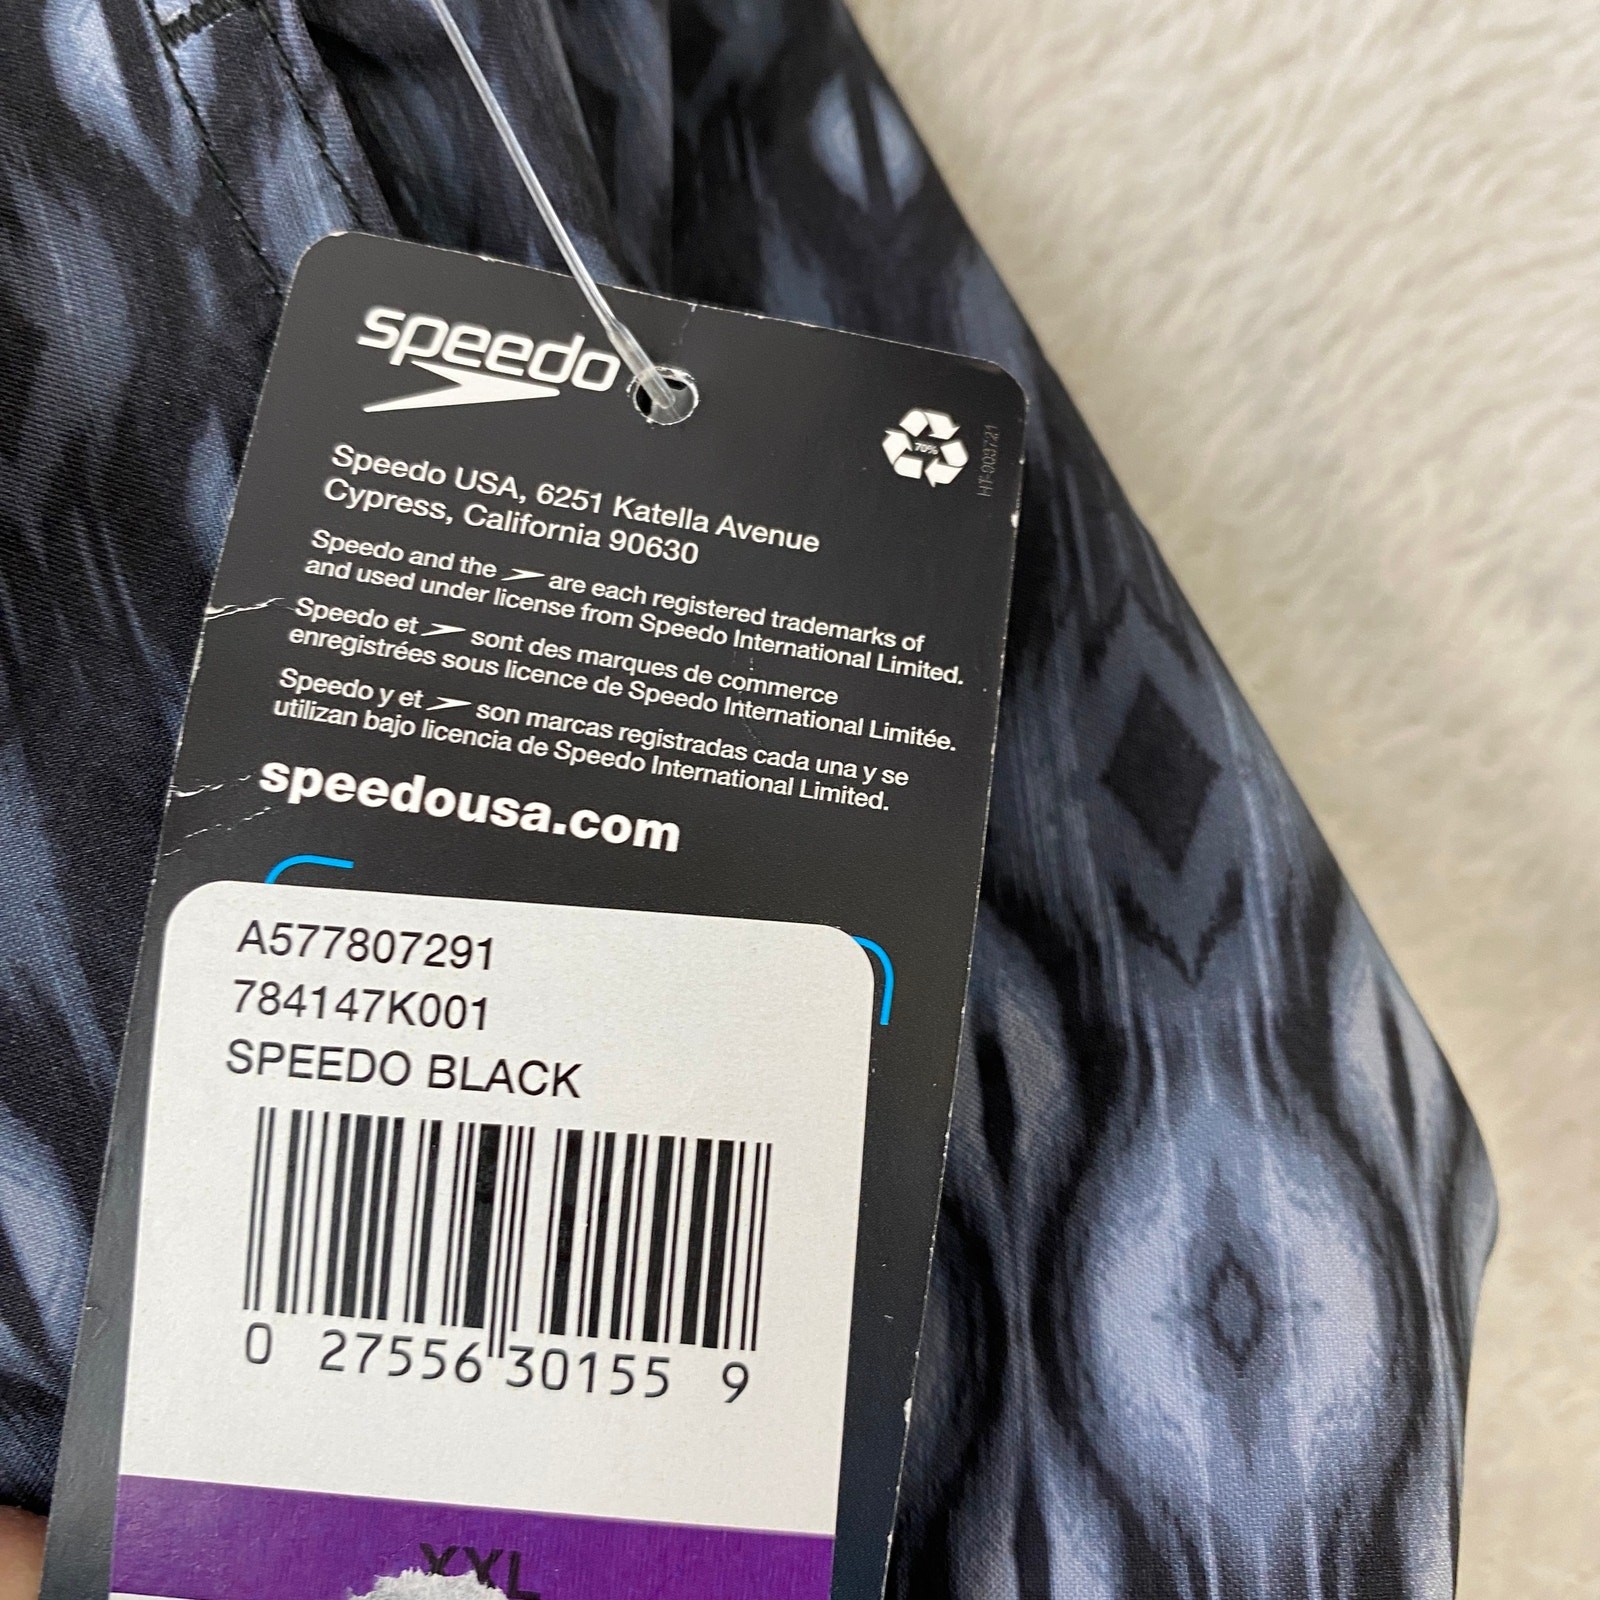 speedo
70%
HT-003721
Speedo USA, 6251 Katella Avenue
Cypress, California 90630
Speedo and the are each registered trademarks of
and used under license from Speedo International Limited.
Speedo et sont des marques de commerce
enregistrées sous licence de Speedo International Limitée.
Speedo y et son marcas registradas cada una y se
utilizan bajo licencia de Speedo International Limited.
speedousa.com
A577807291
784147K001
SPEEDO BLACK
0 27556 30155 9
XXL